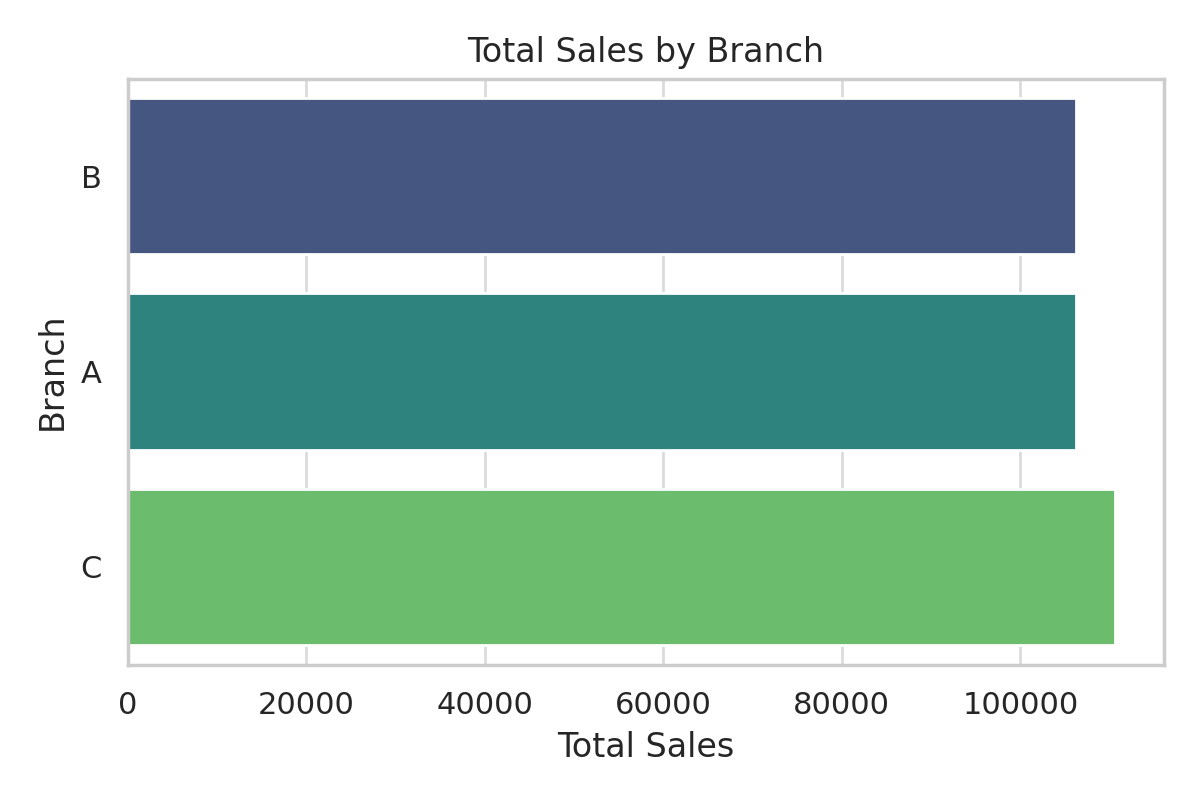 Total Sales by Branch
Branch
B
A
C
0 20000 40000 60000 80000 100000
Total Sales